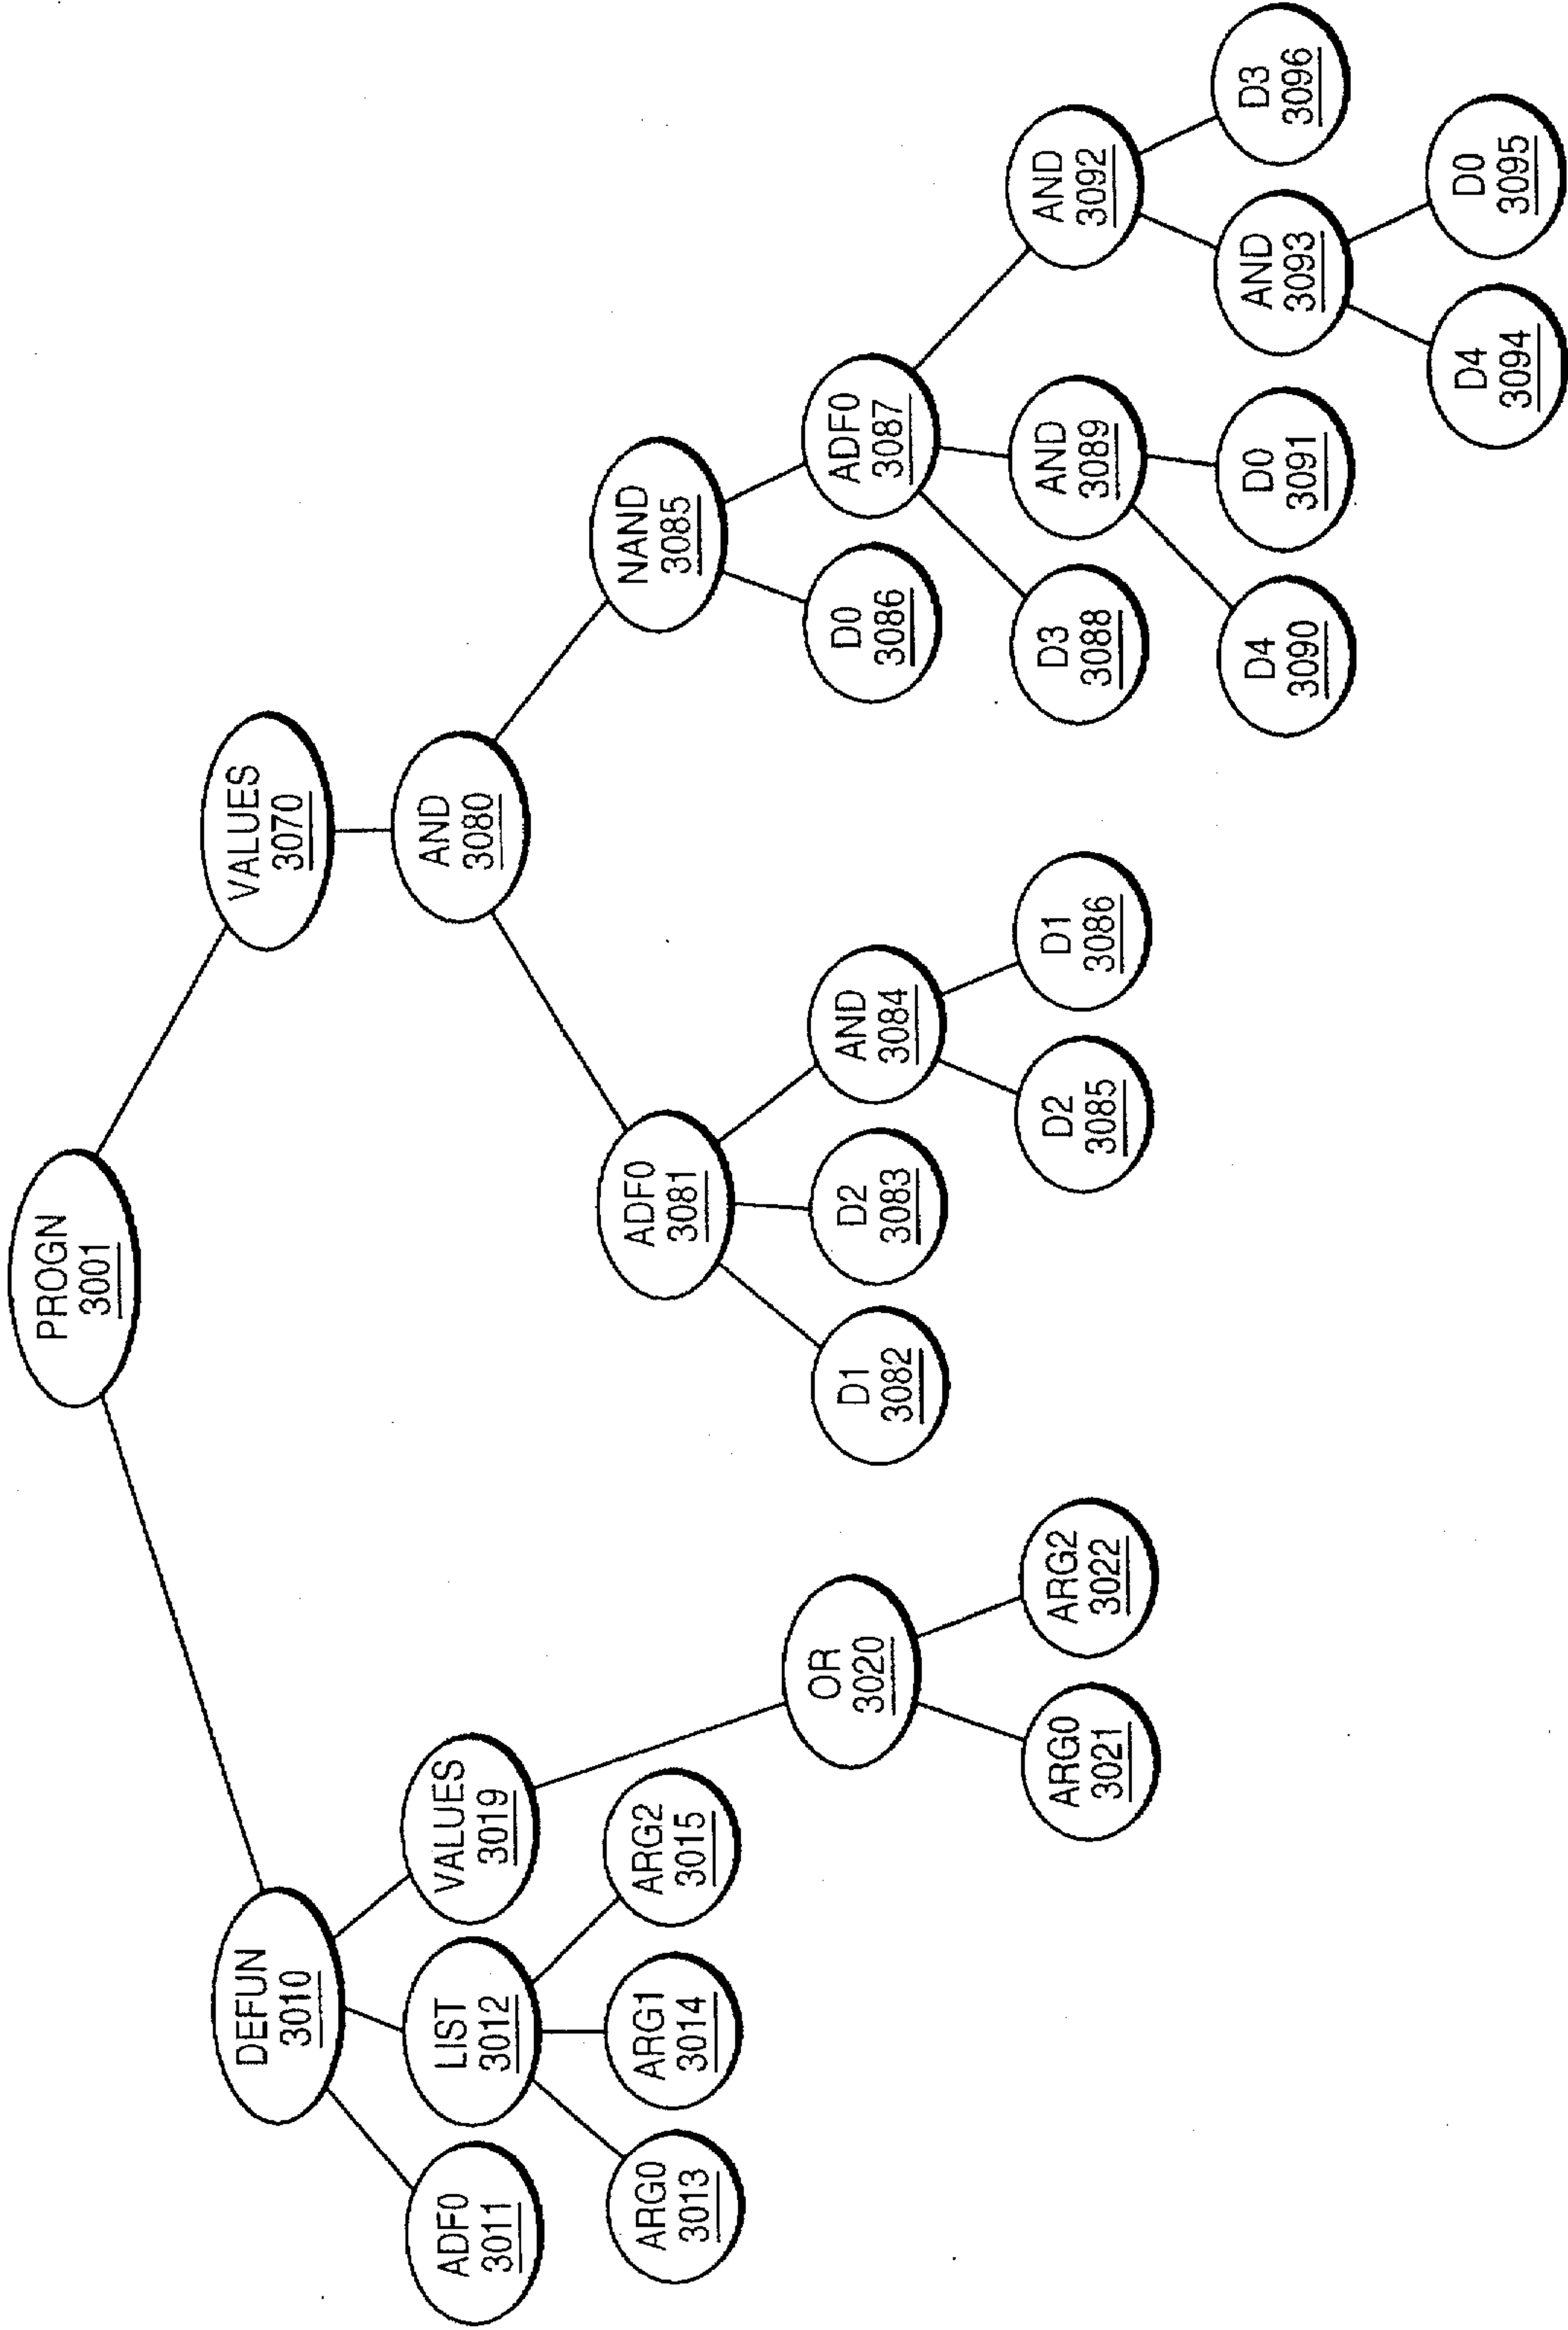 PROGN
3001
DEFUN
3010
VALUES
3070
ADF0
3011
LIST
3012
VALUES
3019
AND
3080
ARG0
3013
ARG1
3014
ARG2
3015
ADF0
3081
NAND
3085
OR
3020
D1
3082
D2
3083
AND
3084
D0
3086
ADF0
3087
ARG0
3021
ARG2
3022
D2
3085
D1
3086
D3
3088
AND
3089
AND
3092
D4
3090
D0
3091
AND
3093
D3
3096
D4
3094
D0
3095